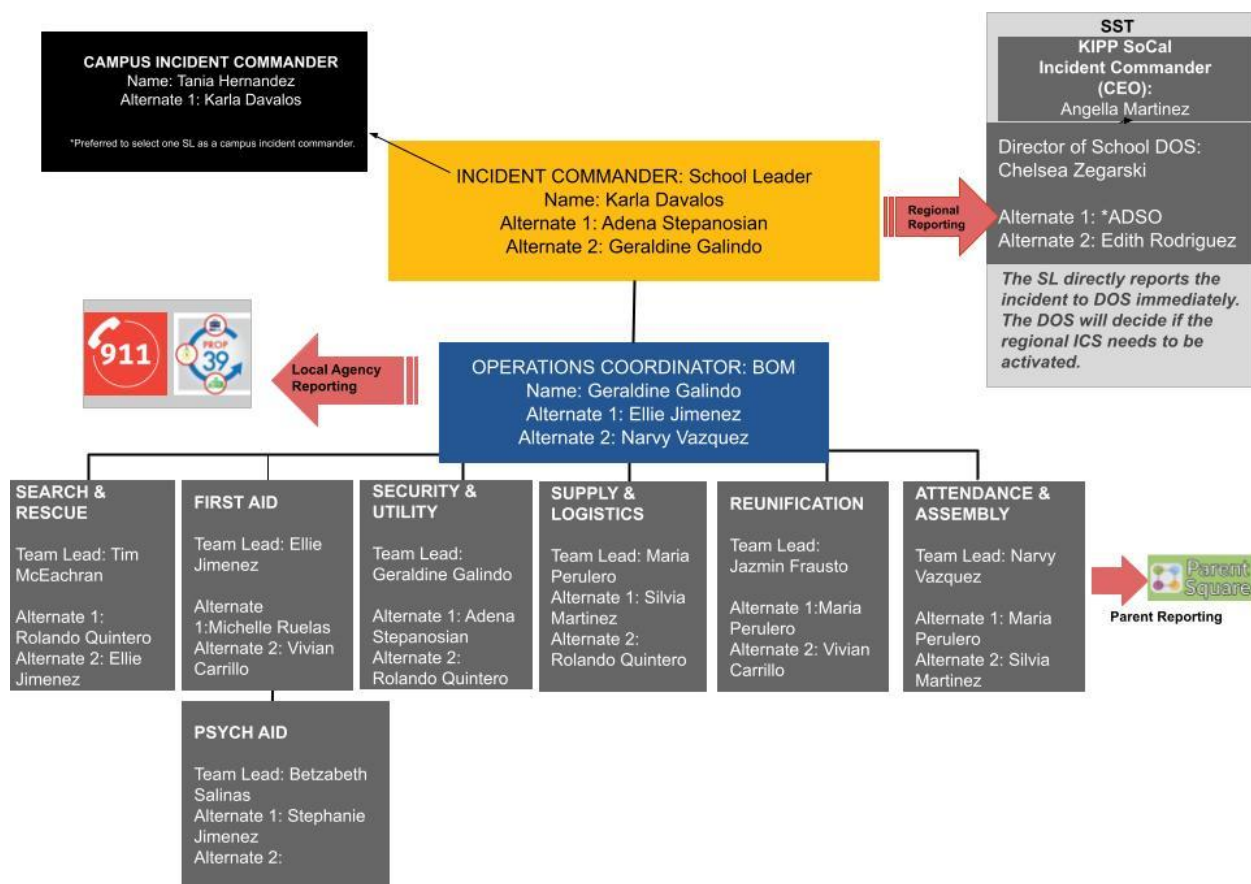 CAMPUS INCIDENT COMMANDER
Name: Tania Hernandez
Alternate 1: Karla Davalos
*Preferred to select one SL as a campus incident commander.
SST
KIPP SoCal
Incident Commander
(CEO):
Angella Martinez
Director of School DOS:
Chelsea Zegarski
Alternate 1: *ADSO
Alternate 2: Edith Rodriguez
The SL directly reports the
incident to DOS immediately.
The DOS will decide if the
regional ICS needs to be
activated.
INCIDENT COMMANDER: School Leader
Name: Karla Davalos
Alternate 1: Adena Stepanosian
Alternate 2: Geraldine Galindo
Regional
Reporting
911
PROP
39
Local Agency
Reporting
OPERATIONS COORDINATOR: BOM
Name: Geraldine Galindo
Alternate 1: Ellie Jimenez
Alternate 2: Narvy Vazquez
SEARCH &
RESCUE
Team Lead: Tim
McEachran
Alternate 1:
Rolando Quintero
Alternate 2: Ellie
Jimenez
FIRST AID
Team Lead: Ellie
Jimenez
Alternate
1:Michelle Ruelas
Alternate 2: Vivian
Carrillo
SECURITY &
UTILITY
Team Lead:
Geraldine Galindo
Alternate 1: Adena
Stepanosian
Alternate 2:
Rolando Quintero
SUPPLY &
LOGISTICS
Team Lead: Maria
Perulero
Alternate 1: Silvia
Martinez
Alternate 2:
Rolando Quintero
REUNIFICATION
Team Lead:
Jazmin Frausto
Alternate 1:Maria
Perulero
Alternate 2: Vivian
Carrillo
ATTENDANCE &
ASSEMBLY
Team Lead: Narvy
Vazquez
Alternate 1: Maria
Perulero
Alternate 2: Silvia
Martinez
Parent
Square
Parent Reporting
PSYCH AID
Team Lead: Betzabeth
Salinas
Alternate 1: Stephanie
Jimenez
Alternate 2: